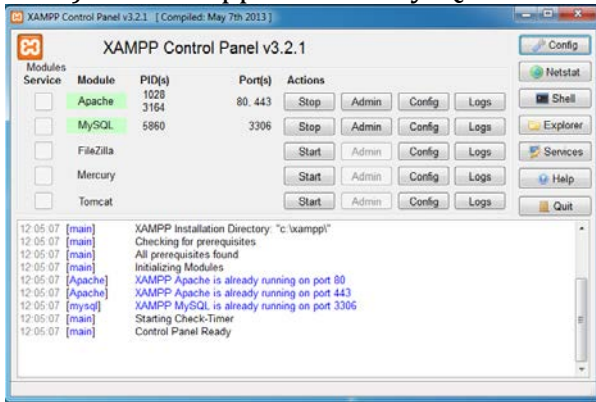 XAMPP Control Panel v3.2.1 [ Compiled: May 7th 2013 ]
XAMPP Control Panel v3.2.1
Config
Modules
Service Module PID(s) Port(s) Actions
Netstat
Apache 1028 3164 80, 443 Stop Admin Config Logs
Shell
MySQL 5860 3306 Stop Admin Config Logs
Explorer
FileZilla Start Admin Config Logs
Services
Mercury Start Admin Config Logs
Help
Tomcat Start Admin Config Logs
Quit
12:05:07 [main] XAMPP Installation Directory: "c:\xampp\"
12:05:07 [main] Checking for prerequisites
12:05:07 [main] All prerequisites found
12:05:07 [main] Initializing Modules
12:05:07 [Apache] XAMPP Apache is already running on port 80
12:05:07 [Apache] XAMPP Apache is already running on port 443
12:05:07 [mysql] XAMPP MySQL is already running on port 3306
12:05:07 [main] Starting Check-Timer
12:05:07 [main] Control Panel Ready